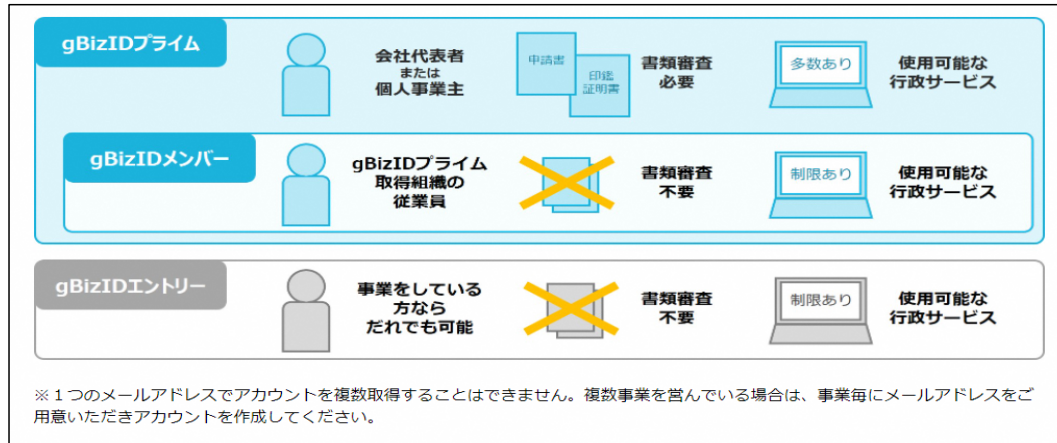 gBizIDプライム
会社代表者
または
個人事業主
申請書
印鑑
証明書
書類審査
必要
多数あり
使用可能な
行政サービス
gBizIDメンバー
gBizIDプライム
取得組織の
従業員
書類審査
不要
制限あり
使用可能な
行政サービス
gBizIDエントリー
事業をしている
方なら
だれでも可能
書類審査
不要
制限あり
使用可能な
行政サービス
※１つのメールアドレスでアカウントを複数取得することはできません。複数事業を営んでいる場合は、事業毎にメールアドレスをご
用意いただきアカウントを作成してください。